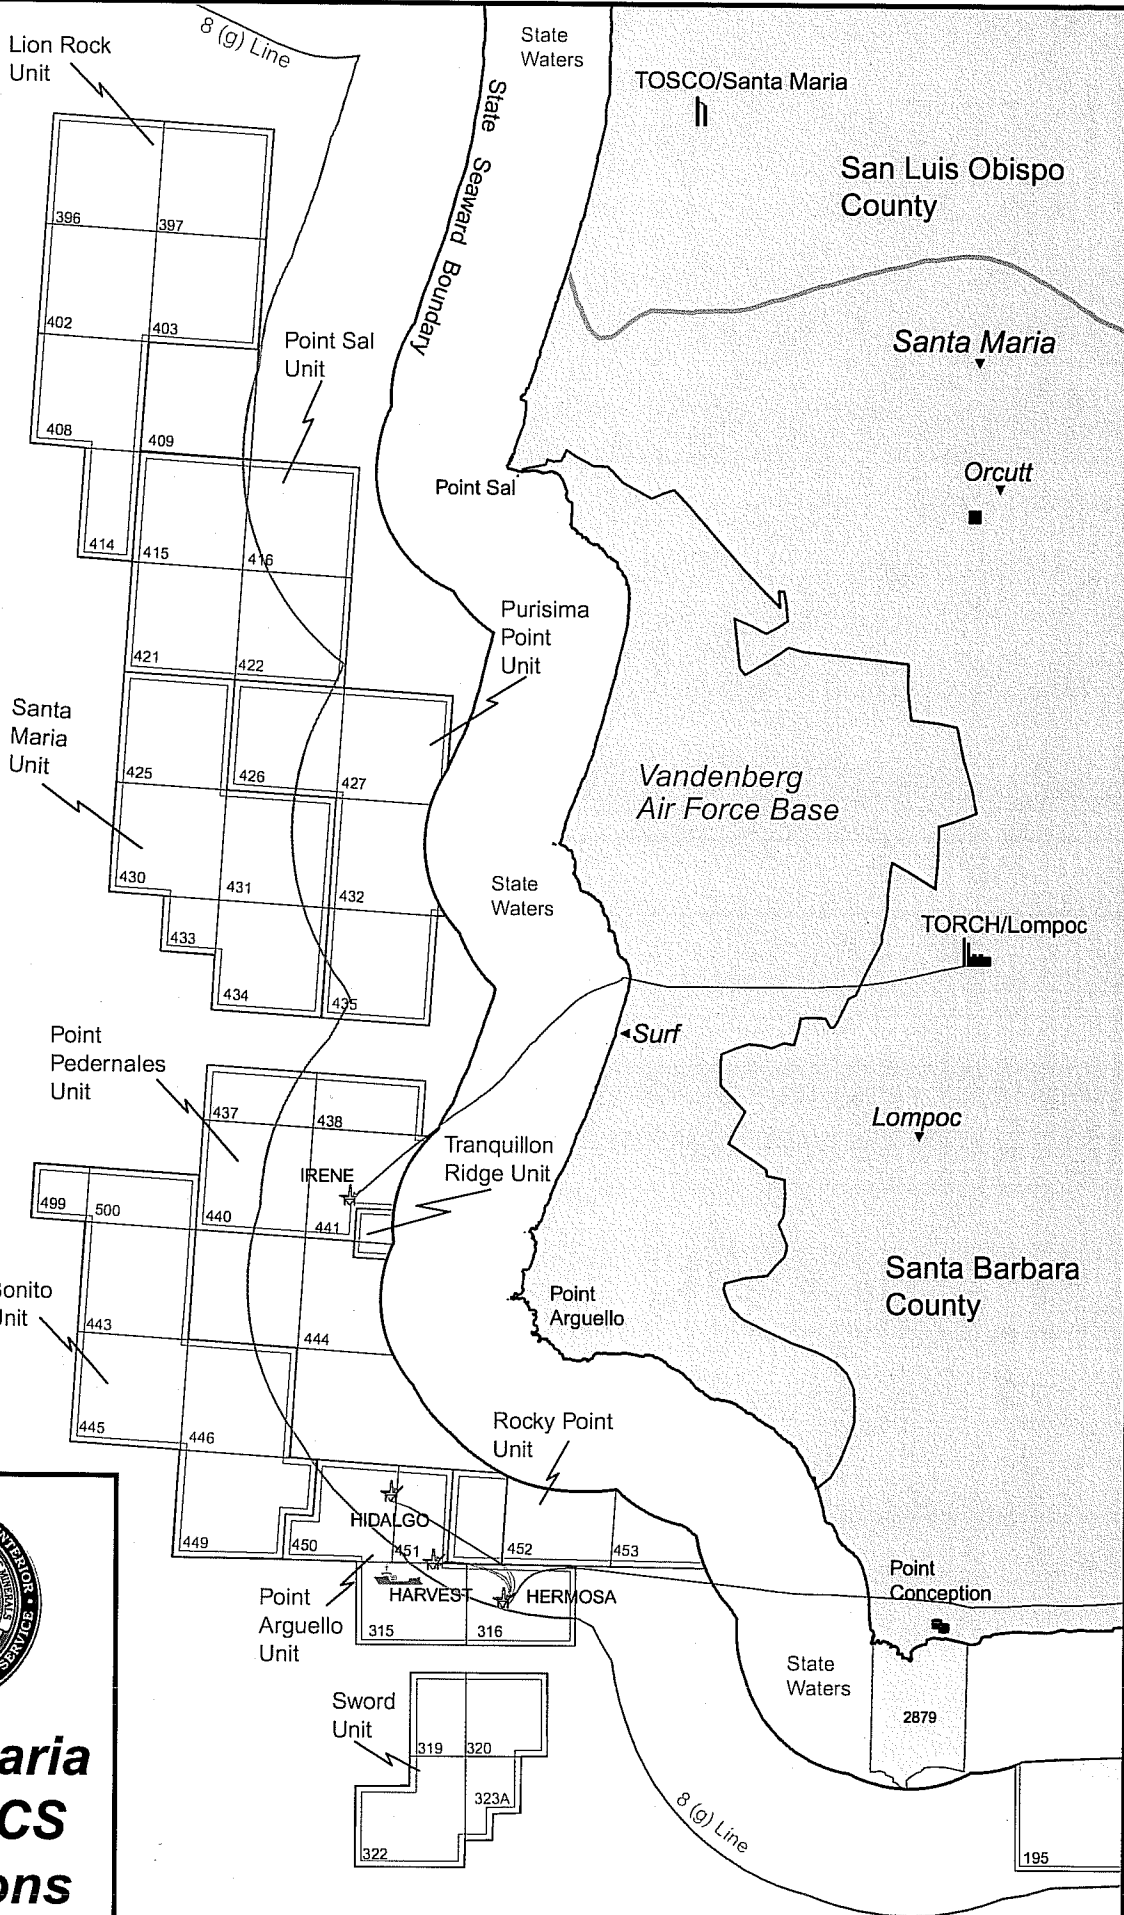 8 (g) Line
Lion Rock
Unit
State
Waters
TOSCO/Santa Maria
State Seaward Boundary
San Luis Obispo
County
396
397
402
403
Point Sal
Unit
Santa Maria
408
409
Orcutt
Point Sal
414
415
416
Purisima
Point
Unit
421
422
Santa
Maria
Unit
425
426
427
Vandenberg
Air Force Base
430
431
432
State
Waters
433
434
435
TORCH/Lompoc
Surf
Point
Pedernales
Unit
437
438
Lompoc
Tranquillon
Ridge Unit
IRENE
499
500
440
441
Santa Barbara
County
Point
Arguello
443
444
445
446
Rocky Point
Unit
HIDALGO
449
450
451
452
453
Point
Conception
HARVEST
HERMOSA
Point
Arguello
Unit
315
316
State
Waters
Sword
Unit
2879
319
320
323A
322
8 (g) Line
195
SERVICE